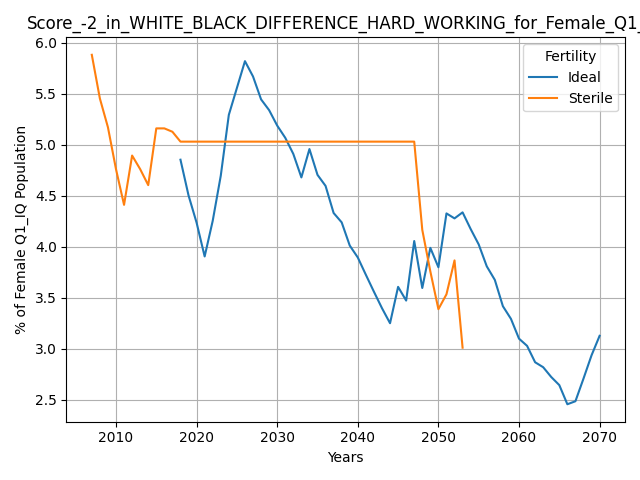 Score_-2_in_WHITE_BLACK_DIFFERENCE_HARD_WORKING_for_Female_Q1_
6.0
5.5
5.0
4.5
4.0
3.5
3.0
2.5
% of Female Q1_IQ Population
Fertility
Ideal
Sterile
2010 2020 2030 2040 2050 2060 2070
Years